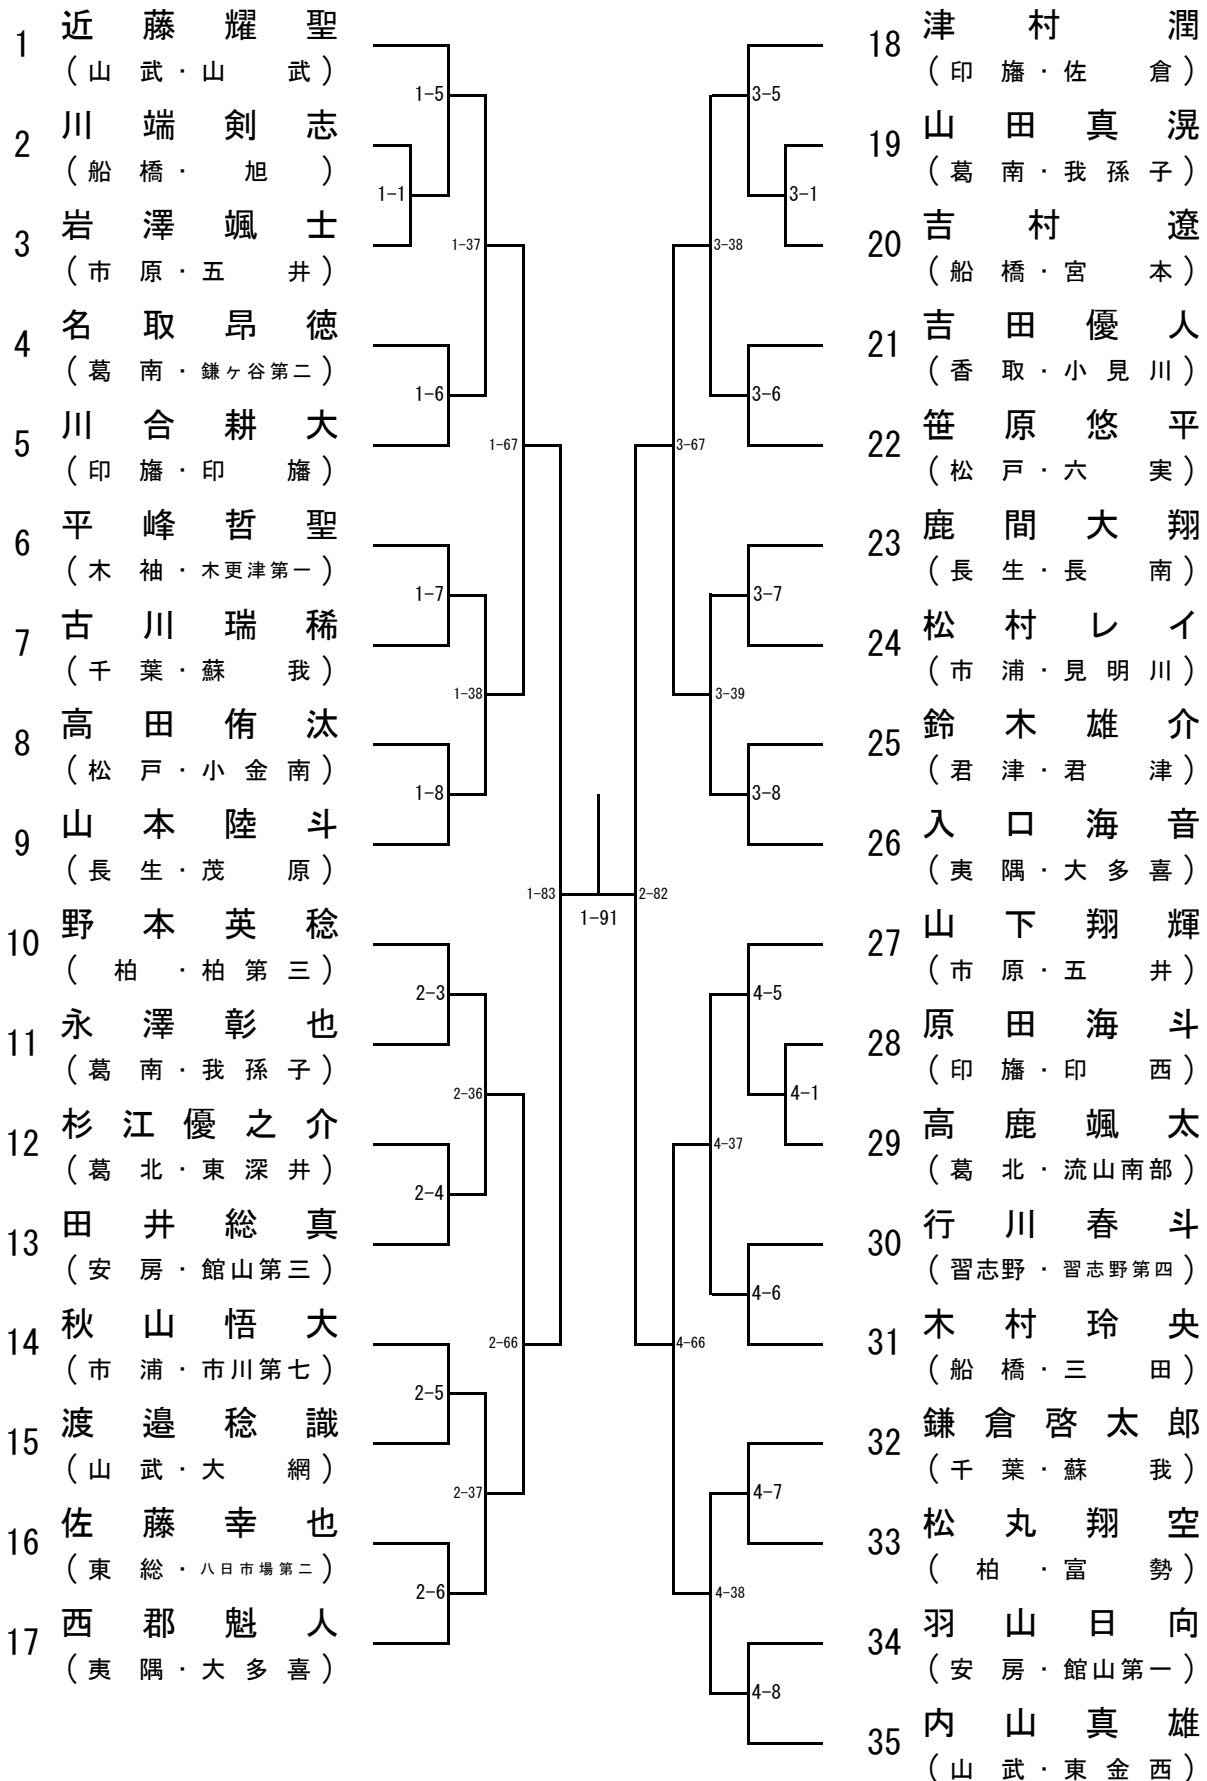 1 近藤耀聖
(山武・山武)
2 川端剣志
(船橋・旭)
3 岩澤颯士
(市原・五井)
4 名取昂徳
(葛南・鎌ヶ谷第二)
5 川合耕大
(印旛・印旛)
6 平峰哲聖
(木袖・木更津第一)
7 古川瑞稀
(千葉・蘇我)
8 高田侑汰
(松戸・小金南)
9 山本陸斗
(長生・茂原)
10 野本英稔
(柏・柏第三)
11 永澤彰也
(葛南・我孫子)
12 杉江優之介
(葛北・東深井)
13 田井総真
(安房・館山第三)
14 秋山悟大
(市浦・市川第七)
15 渡邉稔識
(山武・大網)
16 佐藤幸也
(東総・八日市場第二)
17 西郡魁人
(夷隅・大多喜)
1-5
1-1
1-37
1-6
1-67
1-7
1-38
1-8
1-83
2-3
2-36
2-4
2-66
2-5
2-37
2-6
1-91
3-5
3-1
3-38
3-6
3-67
3-7
3-39
3-8
2-82
4-5
4-1
4-37
4-6
4-66
4-7
4-38
4-8
18 津村潤
(印旛・佐倉)
19 山田真滉
(葛南・我孫子)
20 吉村遼
(船橋・宮本)
21 吉田優人
(香取・小見川)
22 笹原悠平
(松戸・六実)
23 鹿間大翔
(長生・長南)
24 松村レイ
(市浦・見明川)
25 鈴木雄介
(君津・君津)
26 入口海音
(夷隅・大多喜)
27 山下翔輝
(市原・五井)
28 原田海斗
(印旛・印西)
29 高鹿颯太
(葛北・流山南部)
30 行川春斗
(習志野・習志野第四)
31 木村玲央
(船橋・三田)
32 鎌倉啓太郎
(千葉・蘇我)
33 松丸翔空
(柏・富勢)
34 羽山日向
(安房・館山第一)
35 内山真雄
(山武・東金西)